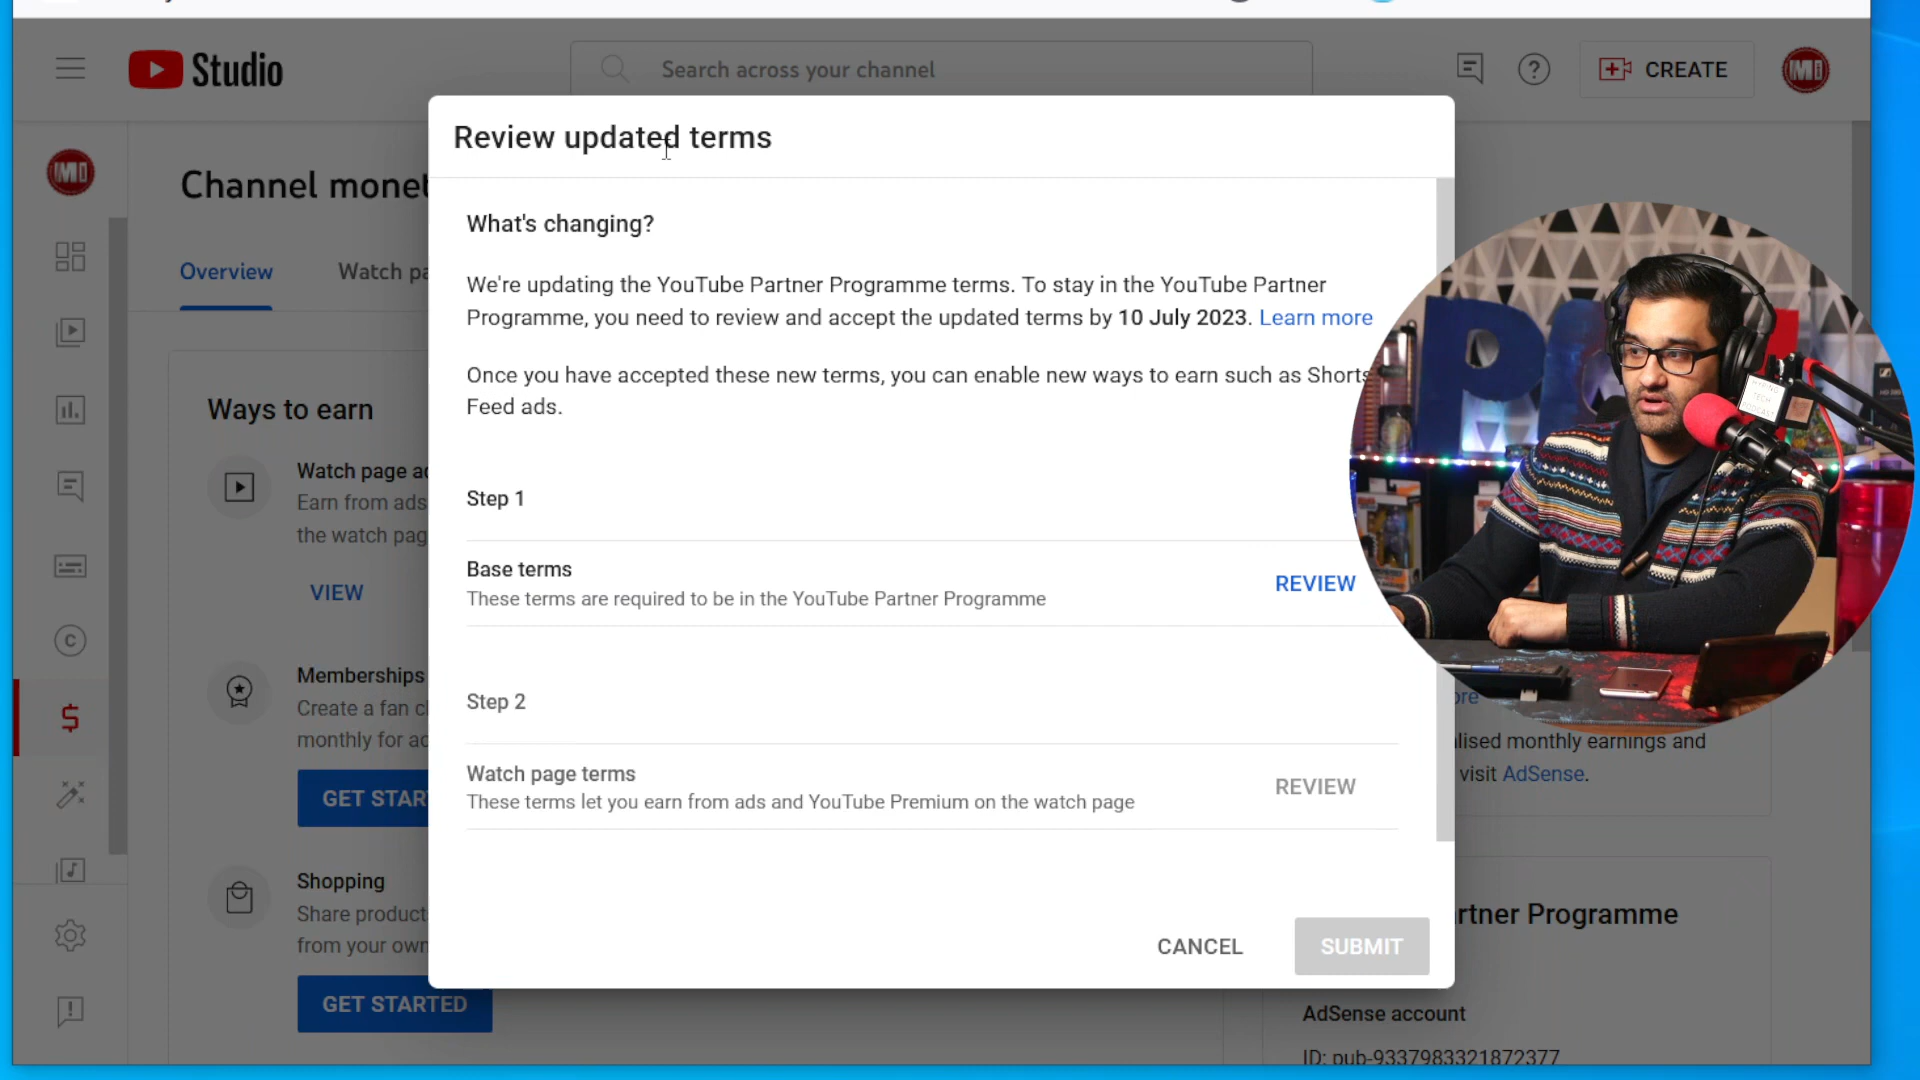 Studio
Search across your channel
CREATE
Review updated terms
Channel monet
Overview
Watch pa
What's changing?
We're updating the YouTube Partner Programme terms. To stay in the YouTube Partner
Programme, you need to review and accept the updated terms by 10 July 2023. Learn more
Once you have accepted these new terms, you can enable new ways to earn such as Shorts
Feed ads.
Ways to earn
Watch page ad
Earn from ads
the watch pag
VIEW
Step 1
Base terms
These terms are required to be in the YouTube Partner Programme
REVIEW
Memberships
Create a fan cl
monthly for ac
GET STAR
Step 2
Watch page terms
These terms let you earn from ads and YouTube Premium on the watch page
REVIEW
ore
lised monthly earnings and
visit AdSense.
Shopping
Share product
from your own
GET STARTED
CANCEL
SUBMIT
rtner Programme
AdSense account
ID: pub-9337983321872377